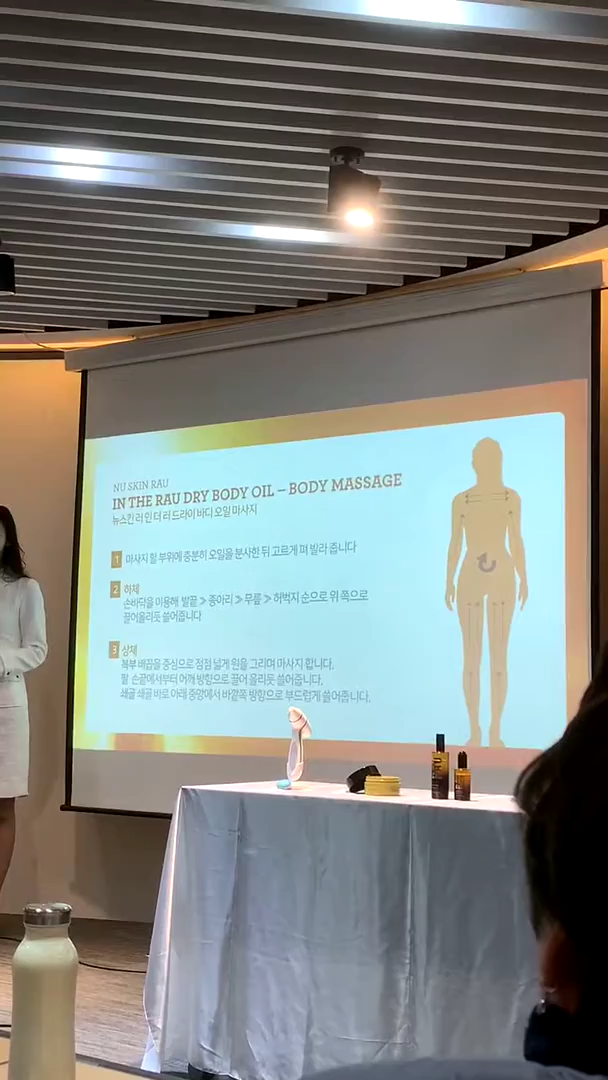 NU SKIN RAU
IN THE RAU DRY BODY OIL – BODY MASSAGE
뉴스킨 러 인 더 러 드라이 바디 오일 마사지
1 마사지 할 부위에 충분히 오일을 분사한 뒤 고르게 펴 발라 줍니다
2 하체
손바닥을 이용해 발끝 > 종아리 > 무릎 > 허벅지 순으로 위 쪽으로
끌어올리듯 쓸어줍니다
3 상체
복부 배꼽을 중심으로 점점 넓게 원을 그리며 마사지 합니다.
팔 손끝에서부터 어깨 방향으로 끌어 올리듯 쓸어줍니다.
쇄골 쇄골 바로 아래 중앙에서 바깥쪽 방향으로 부드럽게 쓸어줍니다.